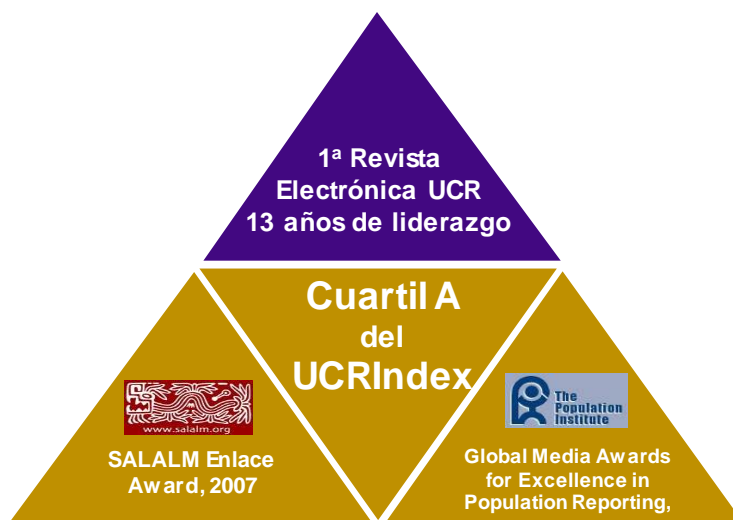 1ª Revista
Electrónica UCR
13 años de liderazgo
Cuartil A
del
UCRIndex
www.salalm.org
SALALM Enlace
Award, 2007
The
Population
Institute
Global Media Awards
for Excellence in
Population Reporting,